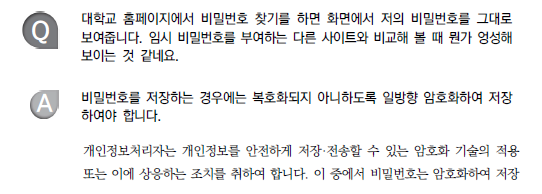 Q 대학교 홈페이지에서 비밀번호 찾기를 하면 화면에서 저의 비밀번호를 그대로
보여줍니다. 임시 비밀번호를 부여하는 다른 사이트와 비교해 볼 때 뭔가 엉성해
보이는 것 같네요.
A 비밀번호를 저장하는 경우에는 복호화되지 아니하도록 일방향 암호화하여 저장
하여야 합니다.
개인정보처리자는 개인정보를 안전하게 저장·전송할 수 있는 암호화 기술의 적용
또는 이에 상응하는 조치를 취하여 합니다. 이 중에서 비밀번호는 암호화하여 저장